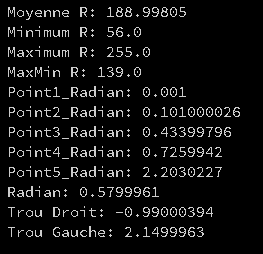 Moyenne R: 188.99805
Minimum R: 56.0
Maximum R: 255.0
MaxMin R: 139.0
Point1_Radian: 0.001
Point2_Radian: 0.101000026
Point3_Radian: 0.43399796
Point4_Radian: 0.7259942
Point5_Radian: 2.2030227
Radian: 0.5799961
Trou Droit: -0.99000394
Trou Gauche: 2.1499963